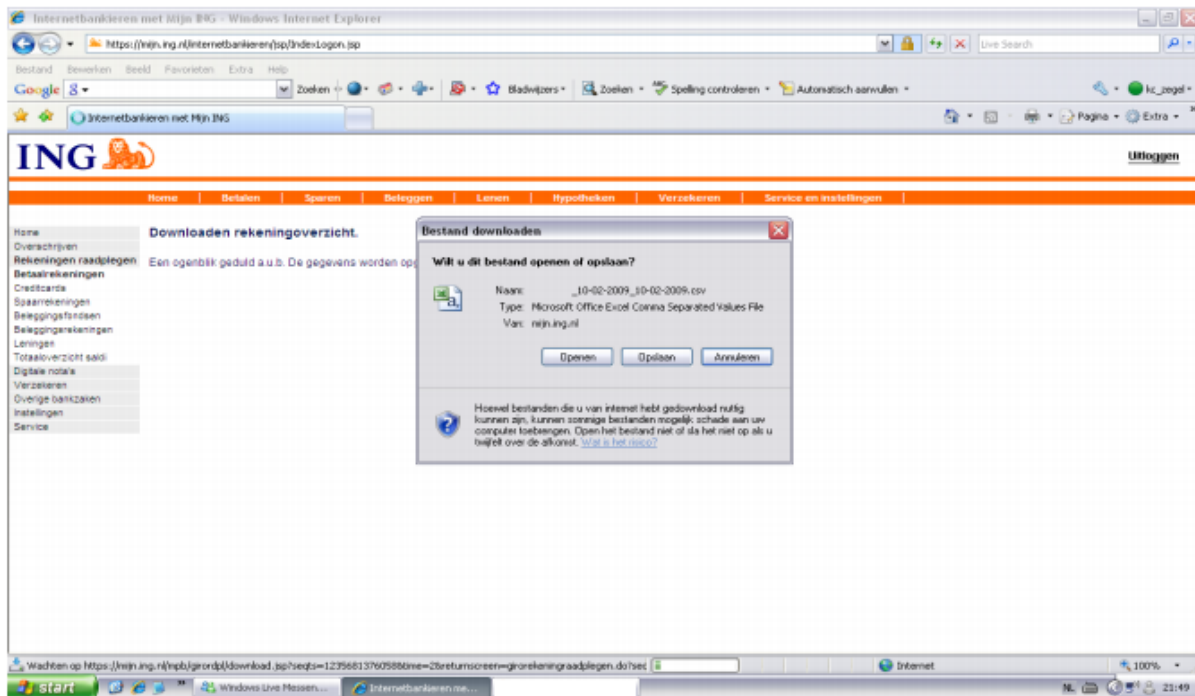 Internetbankieren met Mijn ING - Windows Internet Explorer
https://mijn.ing.nl/internetbankieren/jsp/IndexLogon.jsp
Live Search
Bestand Bewerken Beeld Favorieten Extra Help
Google
Zoeken
Bladwijzers
Zoeken
Spelling controleren
Automatisch aanvullen
kc_zegel
Internetbankieren met Mijn ING
Pagina
Extra
ING
Uitloggen
Home | Betalen | Sparen | Beleggen | Lenen | Hypotheken | Verzekeren | Service en instellingen |
Home
Overschrijven
Rekeningen raadplegen
Betaalrekeningen
Creditcards
Spaarrekeningen
Beleggingsfondsen
Beleggingsrekeningen
Leningen
Totaaloverzicht saldi
Digitale nota's
Verzekeren
Overige bankzaken
Instellingen
Service
Downloaden rekeningoverzicht.
Een ogenblik geduld a.u.b. De gegevens worden
Bestand downloaden
Wilt u dit bestand openen of opslaan?
Naam: _10-02-2009_10-02-2009.csv
Type: Microsoft Office Excel Comma Separated Values File
Van: mijn.ing.nl
Openen Opslaan Annuleren
Hoewel bestanden die u van internet hebt gedownload nuttig
kunnen zijn, kunnen sommige bestanden mogelijk schade aan uw
computer toebrengen. Open het bestand niet of sla het niet op als u
twijfelt over de afkomst. Wat is het risico?
Wachten op
Internet
100%
start
Windows Live Messen...
Internetbankieren me...
NL
21:49